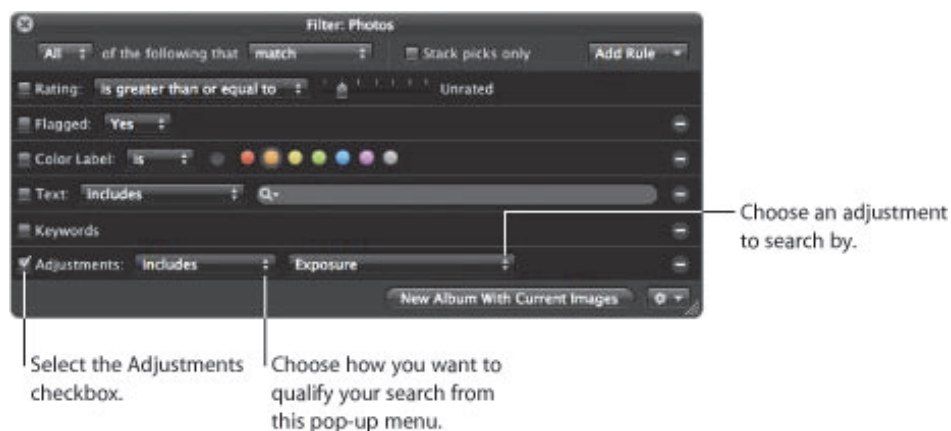 Filter: Photos
All of the following that match Stack picks only Add Rule
Rating: is greater than or equal to Unrated
Flagged: Yes
Color Label: is
Text: includes
Keywords
Adjustments: includes Exposure
New Album With Current Images
Choose an adjustment
to search by.
Select the Adjustments
checkbox.
Choose how you want to
qualify your search from
this pop-up menu.